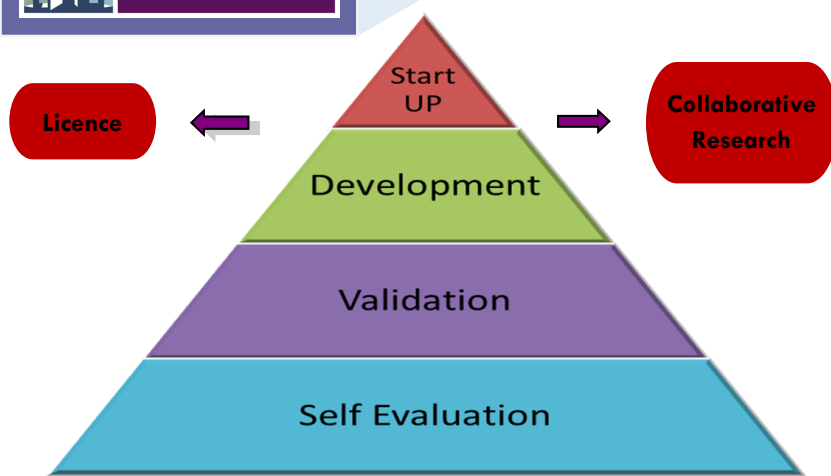 Start
UP
Licence
Collaborative
Research
Development
Validation
Self Evaluation